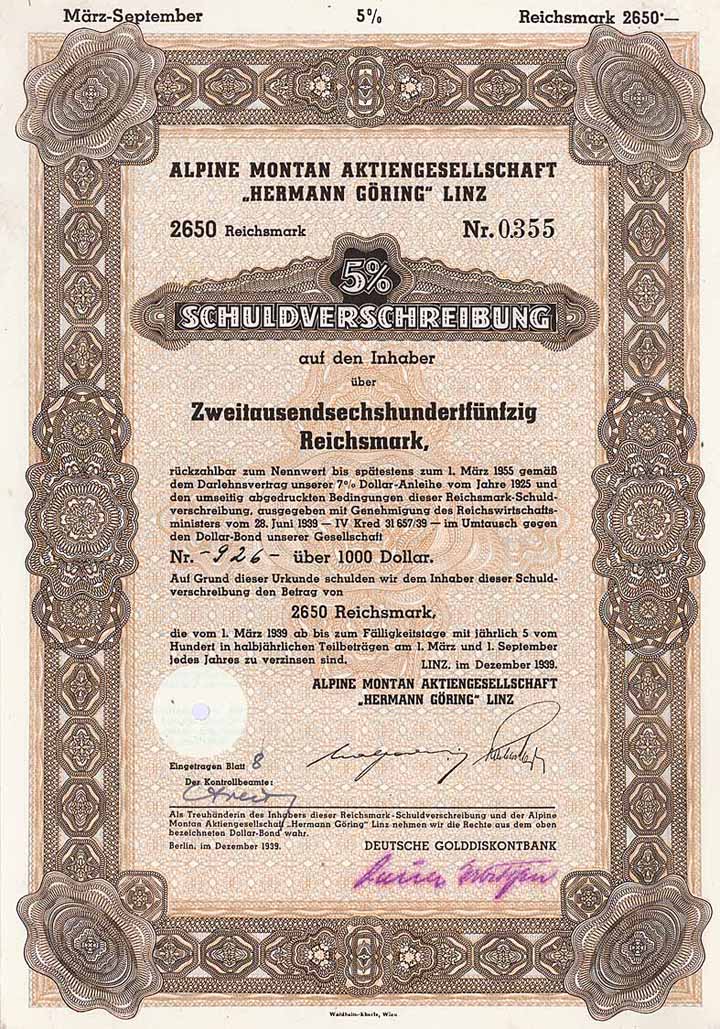 März-September 5% Reichsmark 2650·—
ALPINE MONTAN AKTIENGESELLSCHAFT
„HERMANN GÖRING“ LINZ
2650 Reichsmark Nr. 0.355
5%
SCHULDVERSCHREIBUNG
auf den Inhaber
über
Zweitausendsechshundertfünfzig
Reichsmark,
rückzahlbar zum Nennwert bis spätestens zum 1. März 1955 gemäß
dem Darlehnsvertrag unserer 7% Dollar-Anleihe vom Jahre 1925 und
den umseitig abgedruckten Bedingungen dieser Reichsmark-Schuld-
verschreibung, ausgegeben mit Genehmigung des Reichswirtschafts-
ministers vom 28. Juni 1939 — IV Kred 31 657/39 — im Umtausch gegen
den Dollar-Bond unserer Gesellschaft
Nr. -926- über 1000 Dollar.
Auf Grund dieser Urkunde schulden wir dem Inhaber dieser Schuld-
verschreibung den Betrag von
2650 Reichsmark,
die vom 1. März 1939 ab bis zum Fälligkeitstage mit jährlich 5 vom
Hundert in halbjährlichen Teilbeträgen am 1. März und 1. September
jedes Jahres zu verzinsen sind. LINZ, im Dezember 1939.
ALPINE MONTAN AKTIENGESELLSCHAFT
„HERMANN GÖRING“ LINZ
Eingetragen Blatt 8
Der Kontrollbeamte:
Als Treuhänderin des Inhabers dieser Reichsmark-Schuldverschreibung und der Alpine
Montan Aktiengesellschaft „Hermann Göring“ Linz nehmen wir die Rechte aus dem oben
bezeichneten Dollar-Bond wahr.
Berlin, im Dezember 1939. DEUTSCHE GOLDDISKONTBANK
Waldheim-Eberle, Wien